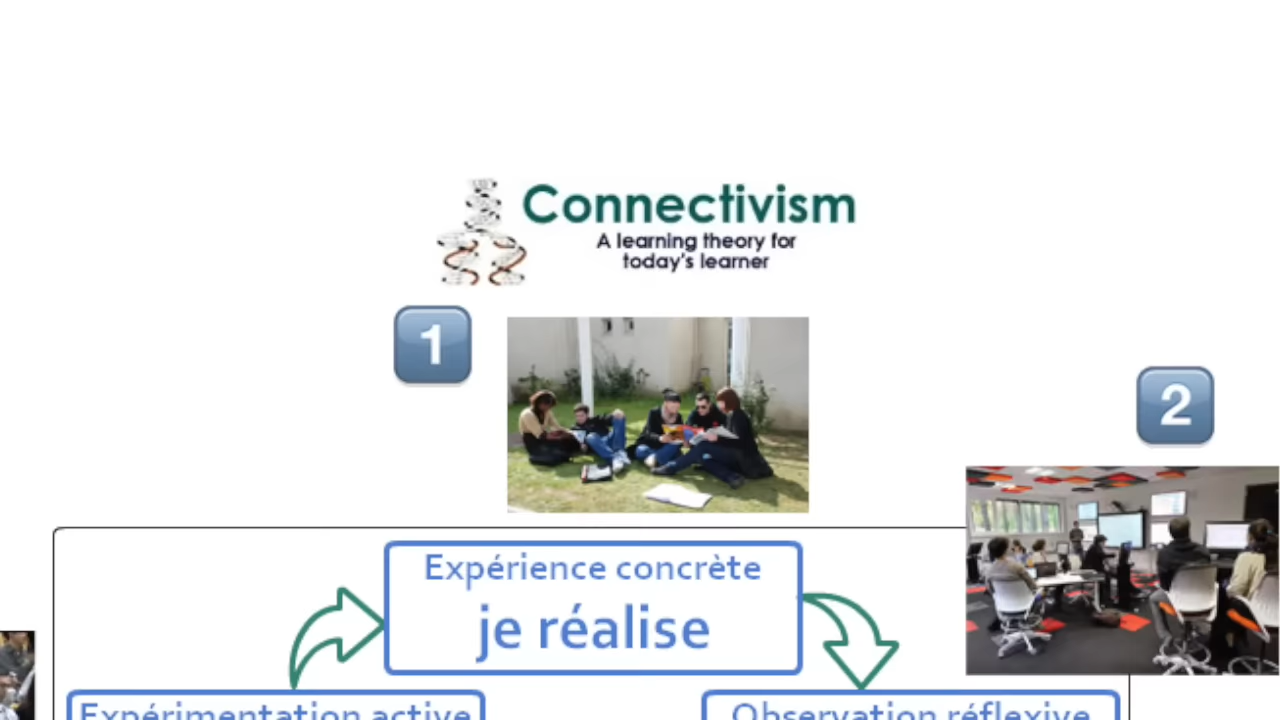 Connectivism
A learning theory for
today's learner
1
2
Expérience concrète
je réalise
Expérimentation active
Observation réflexive